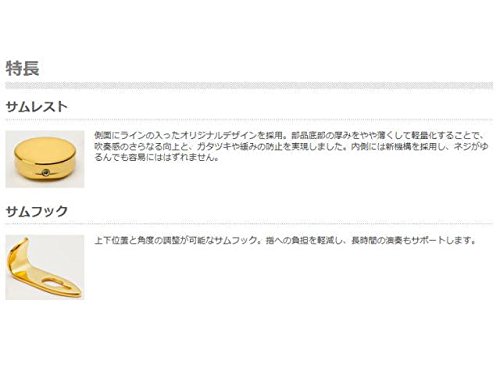 特長
サムレスト
側面にラインの入ったオリジナルデザインを採用。部品底部の厚みをやや薄くして軽量化することで、
吹奏感のさらなる向上と、ガタツキや緩みの防止を実現しました。内側には新機構を採用し、ネジがゆ
るんでも容易にははずれません。
サムフック
上下位置と角度の調整が可能なサムフック。指への負担を軽減し、長時間の演奏もサポートします。